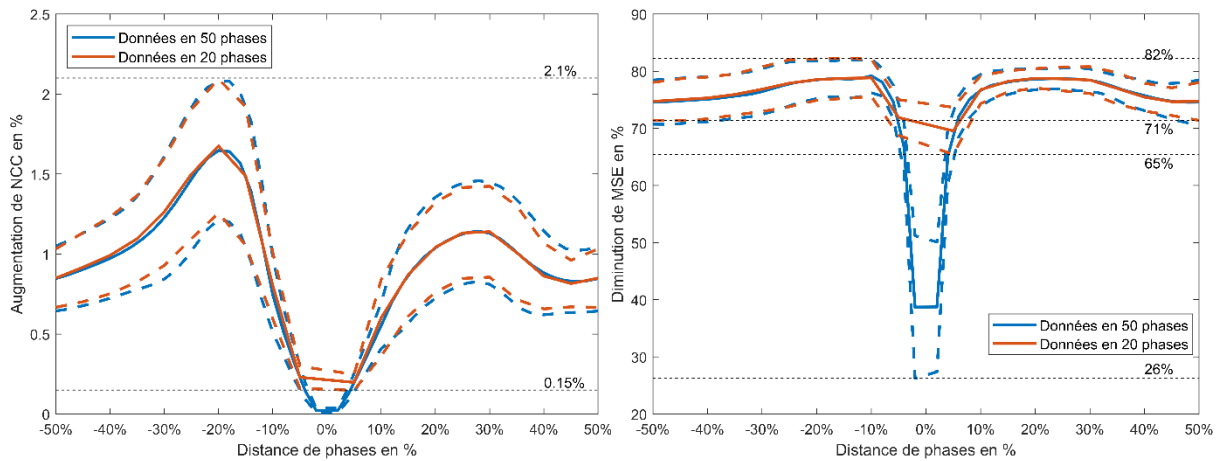 2.5
2
1.5
1
0.5
0
Augmentation de NCC en %
Données en 50 phases
Données en 20 phases
2.1%
0.15%
-50% -40% -30% -20% -10% 0% 10% 20% 30% 40% 50%
Distance de phases en %
90
80
70
60
50
40
30
20
Diminution de MSE en %
82%
71%
65%
Données en 50 phases
Données en 20 phases
26%
-50% -40% -30% -20% -10% 0% 10% 20% 30% 40% 50%
Distance de phases en %